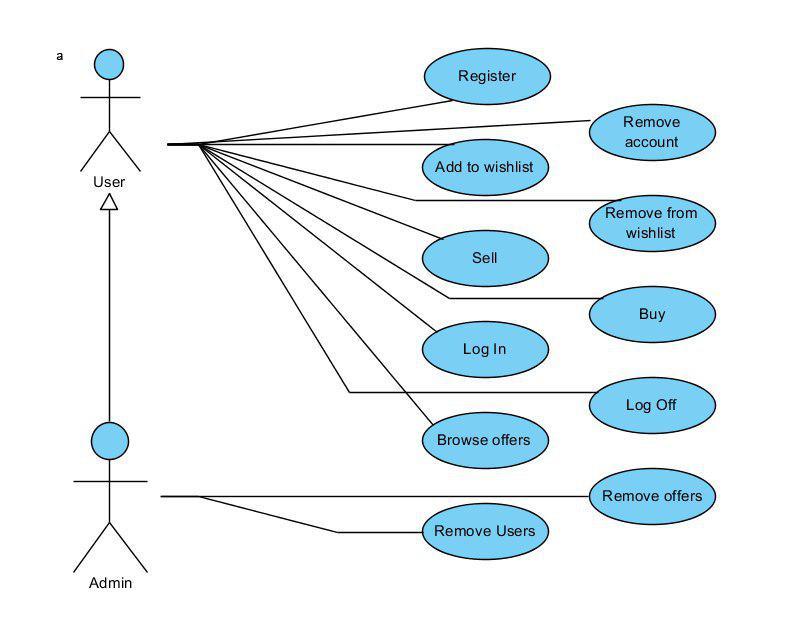 a
Register
Remove
account
User
Add to wishlist
Remove from
wishlist
Sell
Buy
Log In
Log Off
Browse offers
Remove offers
Remove Users
Admin